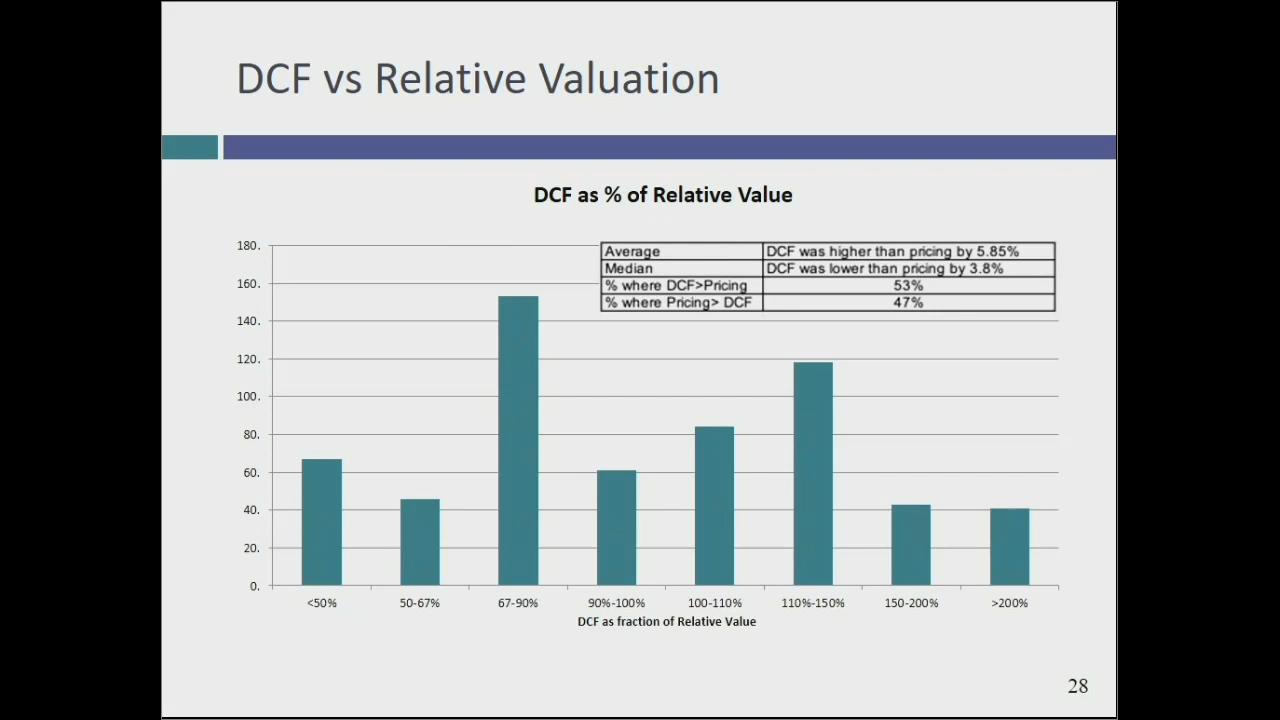 DCF vs Relative Valuation
DCF as % of Relative Value
180.
160.
140.
120.
100.
80.
60.
40.
20.
0.
Average DCF was higher than pricing by 5.85%
Median DCF was lower than pricing by 3.8%
% where DCF>Pricing 53%
% where Pricing> DCF 47%
<50% 50-67% 67-90% 90%-100% 100-110% 110%-150% 150-200% >200%
DCF as fraction of Relative Value
28